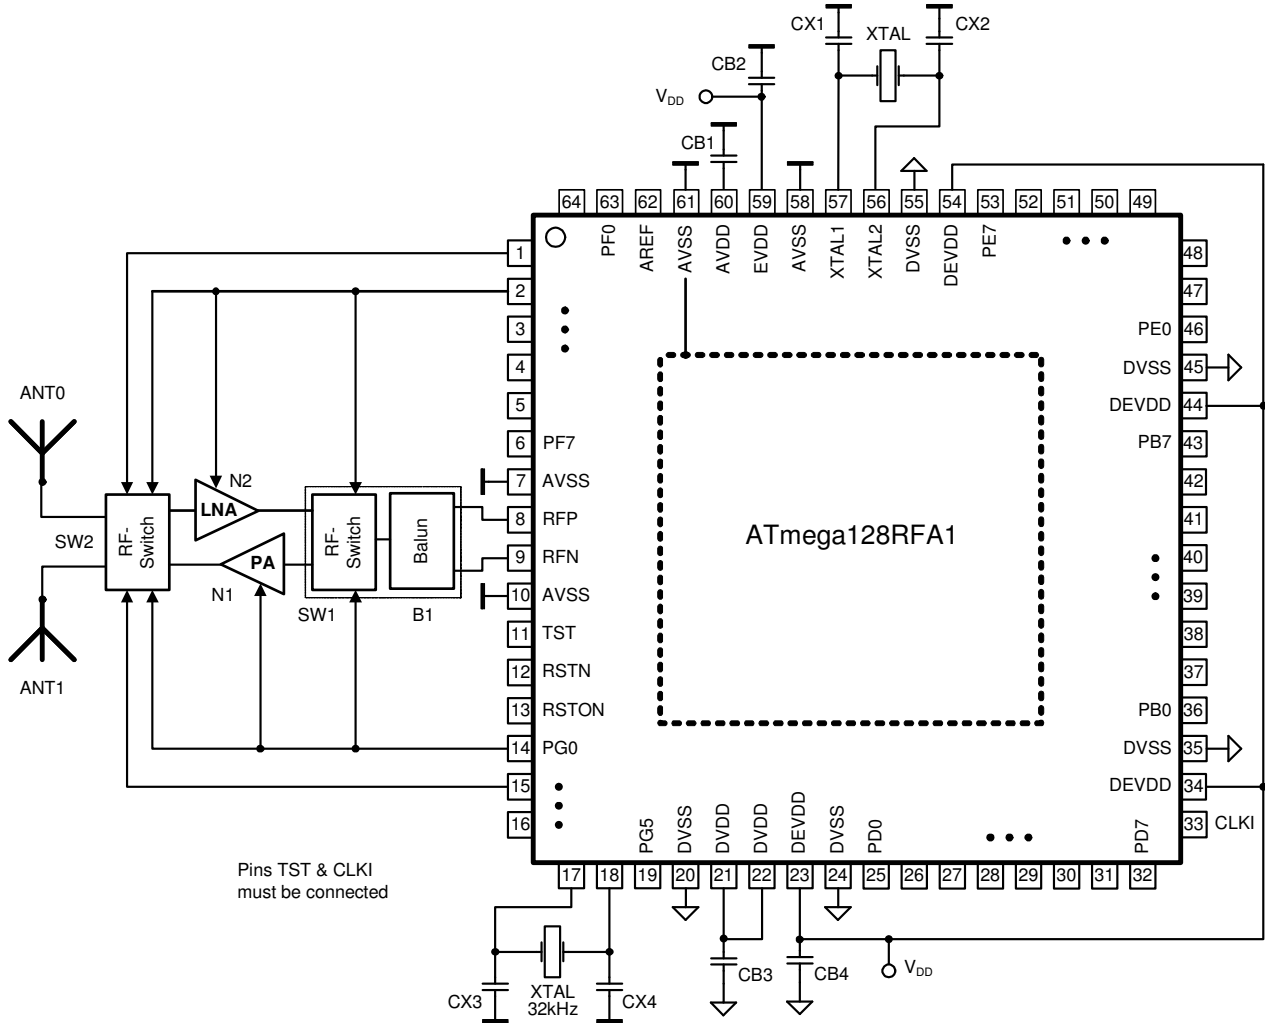 CX1
XTAL
CX2
CB2
VDD
CB1
64 63 62 61 60 59 58 57 56 55 54 53 52 51 50 49
PF0 AREF AVSS AVDD EVDD AVSS XTAL1 XTAL2 DVSS DEVDD PE7
1
2
3
4
5
6 PF7
7 AVSS
8 RFP
9 RFN
10 AVSS
11 TST
12 RSTN
13 RSTON
14 PG0
15
16
48
47
PE0 46
DVSS 45
DEVDD 44
PB7 43
42
41
40
39
38
37
PB0 36
DVSS 35
DEVDD 34
33 CLKI
ATmega128RFA1
ANT0
N2
LNA
SW2
RF-
Switch
RF-
Switch
Balun
PA
N1
SW1
B1
ANT1
PG5 DVSS DVDD DVDD DEVDD DVSS PD0 PD7
17 18 19 20 21 22 23 24 25 26 27 28 29 30 31 32
Pins TST & CLKI
must be connected
CX3
XTAL
32kHz
CX4
CB3
CB4
VDD